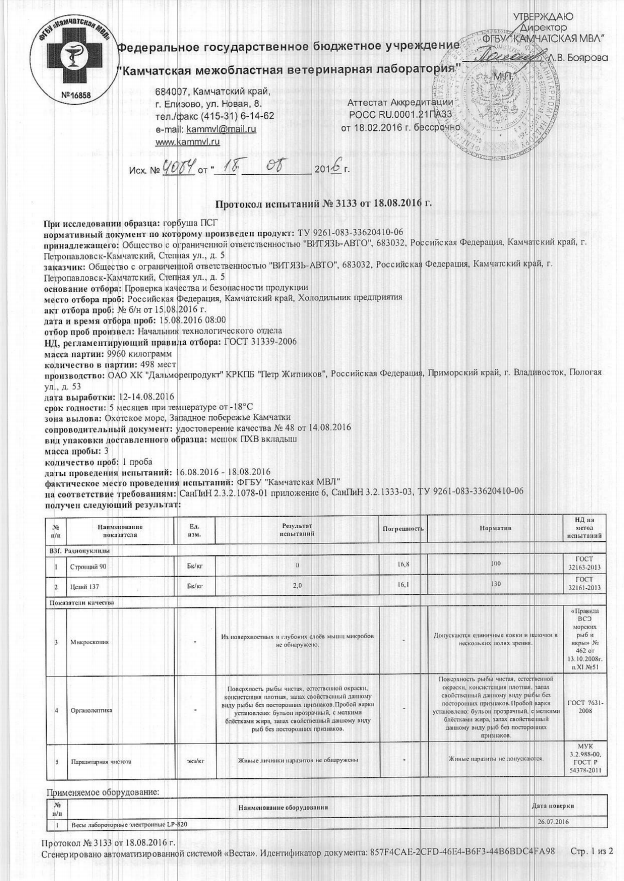 ФГБУ "Камчатская МВЛ"
№16858
УТВЕРЖДАЮ
Директор
ФГБУ "КАМЧАТСКАЯ МВЛ"
Л.В. Боярова
М.П.
Федеральное государственное бюджетное учреждение
"Камчатская межобластная ветеринарная лаборатория"
684007, Камчатский край,
г. Елизово, ул. Новая, 8.
тел./факс (415-31) 6-14-62
e-mail: kammvl@mail.ru
www.kammvl.ru
Аттестат Аккредитации
РОСС RU.0001.21ПА33
от 18.02.2016 г. бессрочно
Исх. № 4084 от " 18 08 2016 г.
Протокол испытаний № 3133 от 18.08.2016 г.
При исследовании образца: горбуша ПСГ
нормативный документ по которому произведен продукт: ТУ 9261-083-33620410-06
принадлежащего: Общество с ограниченной ответственностью "ВИТЯЗЬ-АВТО", 683032, Российская Федерация, Камчатский край, г.
Петропавловск-Камчатский, Степная ул., д. 5
заказчик: Общество с ограниченной ответственностью "ВИТЯЗЬ-АВТО", 683032, Российская Федерация, Камчатский край, г.
Петропавловск-Камчатский, Степная ул., д. 5
основание отбора: Проверка качества и безопасности продукции
место отбора проб: Российская Федерация, Камчатский край, Холодильник предприятия
акт отбора проб: № б/н от 15.08.2016 г.
дата и время отбора проб: 15.08.2016 08:00
отбор проб произвел: Начальник технологического отдела
НД, регламентирующий правила отбора: ГОСТ 31339-2006
масса партии: 9960 килограмм
количество в партии: 498 мест
производство: ОАО ХК "Дальморепродукт" КРКПБ "Петр Житников", Российская Федерация, Приморский край, г. Владивосток, Пологая
ул., д. 53
дата выработки: 12-14.08.2016
срок годности: 5 месяцев при температуре от -18°С
зона вылова: Охотское море, Западное побережье Камчатки
сопроводительный документ: удостоверение качества № 48 от 14.08.2016
вид упаковки доставленного образца: мешок ПХВ вкладыш
масса пробы: 3
количество проб: 1 проба
даты проведения испытаний: 16.08.2016 - 18.08.2016
фактическое место проведения испытаний: ФГБУ "Камчатская МВЛ"
на соответствие требованиям: СанПиН 2.3.2.1078-01 приложение 6, СанПиН 3.2.1333-03, ТУ 9261-083-33620410-06
получен следующий результат:
№ п/п Наименование показателя Ед. изм. Результат испытаний Погрешность Норматив НД на метод испытаний
ВЗГ. Радионуклиды
1 Стронций 90 Бк/кг 0 16,8 100 ГОСТ 32163-2013
2 Цезий 137 Бк/кг 2,0 16,1 130 ГОСТ 32161-2013
Показатели качества
3 Микроскопия - Из поверхностных и глубоких слоёв мышц микробов не обнаружено. - Допускаются единичные кокки и палочки в нескольких полях зрения. «Правила ВСЭ морских рыб и икры» № 462 от 13.10.2008г. п.XI №51
4 Органолептика - Поверхность рыбы чистая, естественной окраски, консистенция плотная, запах свойственный данному виду рыбы без посторонних признаков.Пробой варки установлено: бульон прозрачный, с мелкими блёстками жира, запах свойственный данному виду рыб без посторонних признаков. - Поверхность рыбы чистая, естественной окраски, консистенция плотная, запах свойственный данному виду рыбы без посторонних признаков.Пробой варки установлено: бульон прозрачный, с мелкими блёстками жира, запах свойственный данному виду рыб без посторонних признаков. ГОСТ 7631-2008
5 Паразитарная чистота экз/кг Живые личинки паразитов не обнаружены - Живые паразиты не допускаются. МУК 3.2.988-00, ГОСТ Р 54378-2011
Применяемое оборудование:
№ п/п Наименование оборудования Дата поверки
1 Весы лабораторные электронные LP-820 26.07.2016
Протокол № 3133 от 18.08.2016 г.
Сгенерировано автоматизированной системой «Веста». Идентификатор документа: 857F4CAE-2CFD-46E4-B6F3-44B6BDC4FA98 Стр. 1 из 2